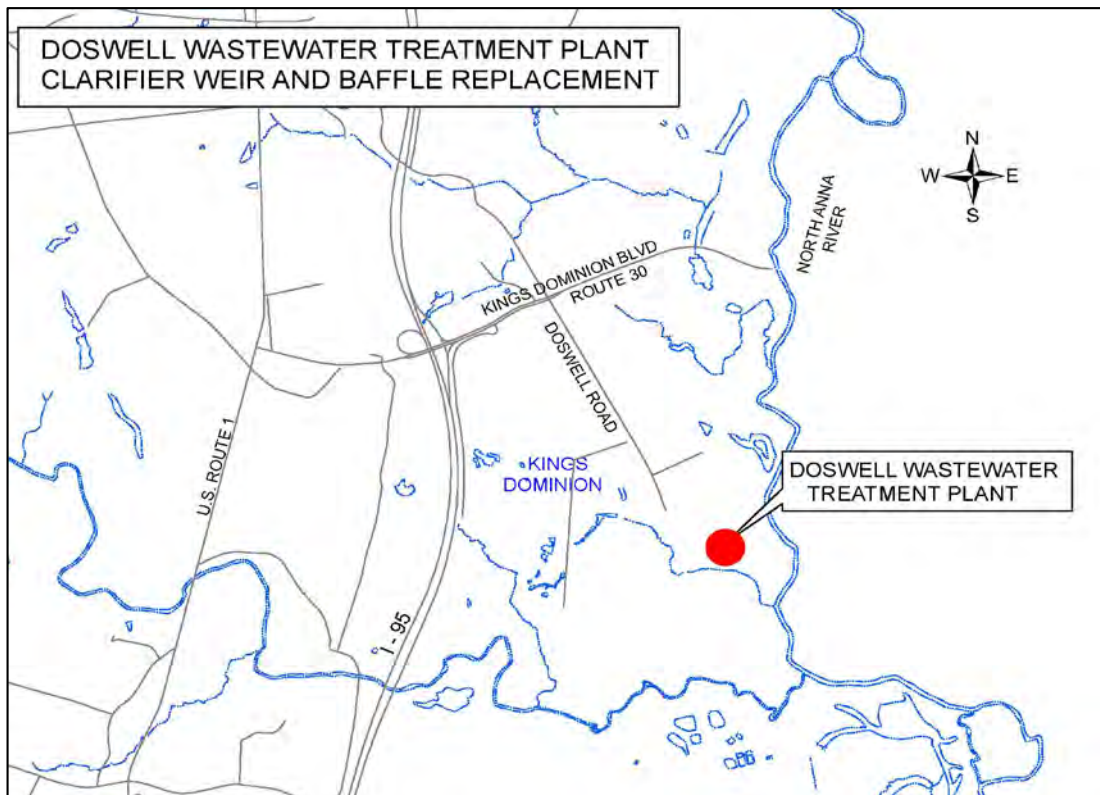 DOSWELL WASTEWATER TREATMENT PLANT
CLARIFIER WEIR AND BAFFLE REPLACEMENT
N
W E
S
NORTH ANNA
RIVER
KINGS DOMINION BLVD
ROUTE 30
DOSWELL ROAD
U.S. ROUTE 1
KINGS
DOMINION
DOSWELL WASTEWATER
TREATMENT PLANT
I - 95